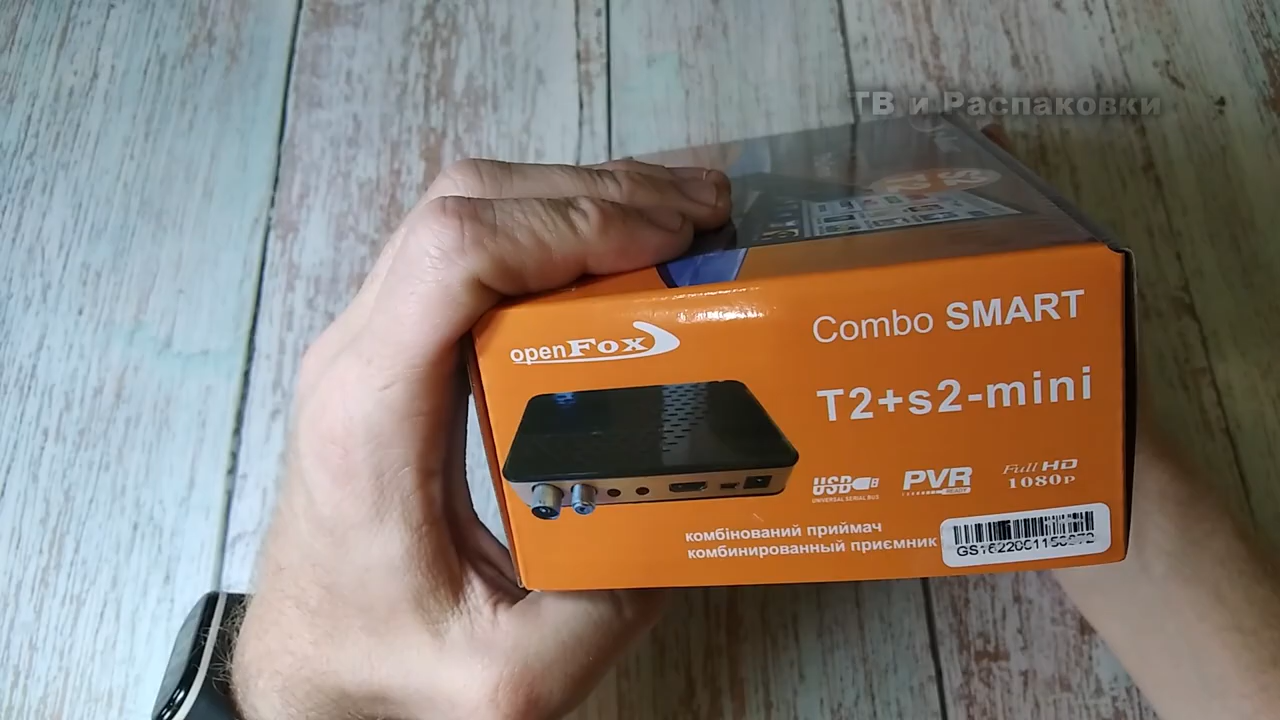 ТВ и Распаковки
openFox
Combo SMART
T2+s2-mini
USB
UNIVERSAL SERIAL BUS
PVR
READY
Full HD
1080P
комбінований приймач
комбинированный приємник